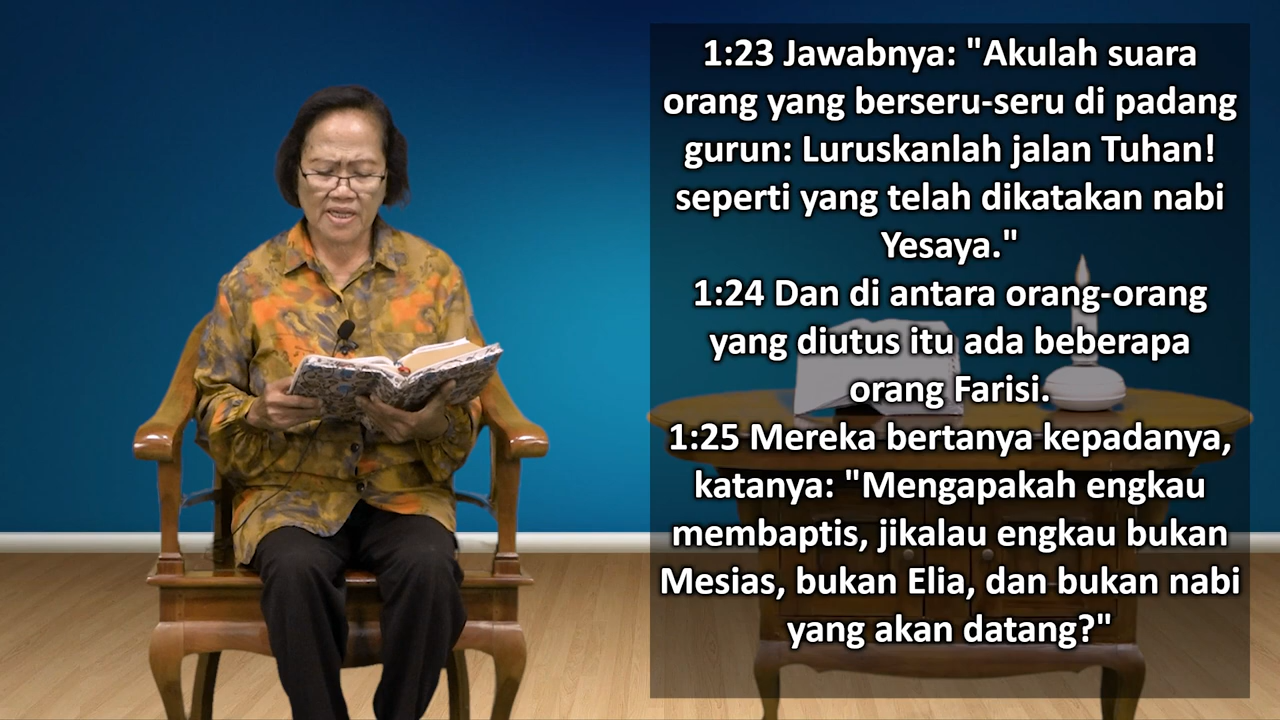 1:23 Jawabnya: "Akulah suara
orang yang berseru-seru di padang
gurun: Luruskanlah jalan Tuhan!
seperti yang telah dikatakan nabi
Yesaya."
1:24 Dan di antara orang-orang
yang diutus itu ada beberapa
orang Farisi.
1:25 Mereka bertanya kepadanya,
katanya: "Mengapakah engkau
membaptis, jikalau engkau bukan
Mesias, bukan Elia, dan bukan nabi
yang akan datang?"